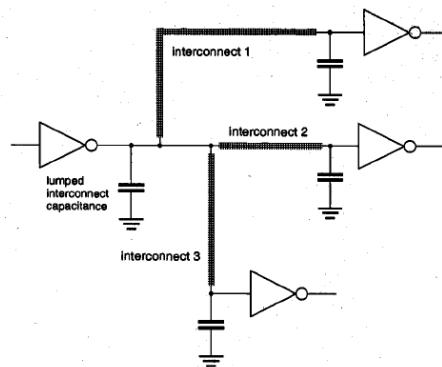 interconnect 1
interconnect 2
lumped
interconnect
capacitance
interconnect 3